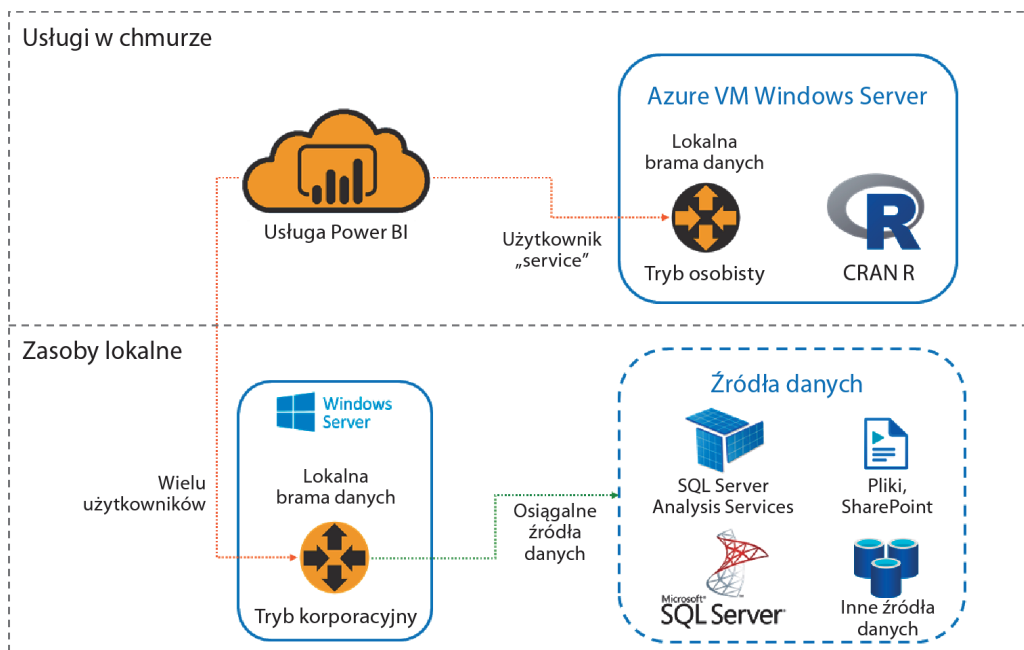 Usługi w chmurze
Azure VM Windows Server
Lokalna
brama danych
Usługa Power BI
Użytkownik
„service”
Tryb osobisty
R
CRAN R
Zasoby lokalne
Windows
Server
Źródła danych
Wielu
użytkowników
Lokalna
brama danych
Tryb korporacyjny
Osiągalne
źródła
danych
SQL Server
Analysis Services
Pliki,
SharePoint
Microsoft®
SQL Server®
Inne źródła
danych